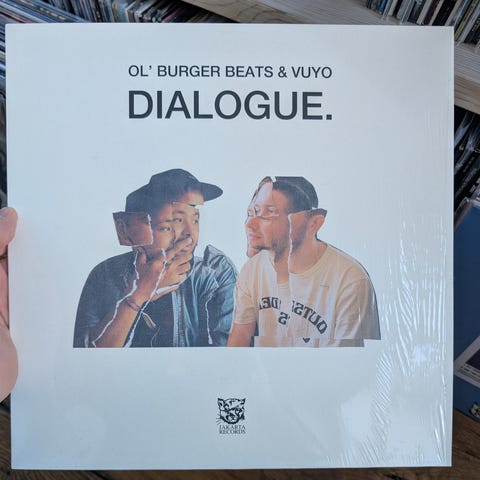 OL' BURGER BEATS & VUYO
DIALOGUE.
JAKARTA
RECORDS